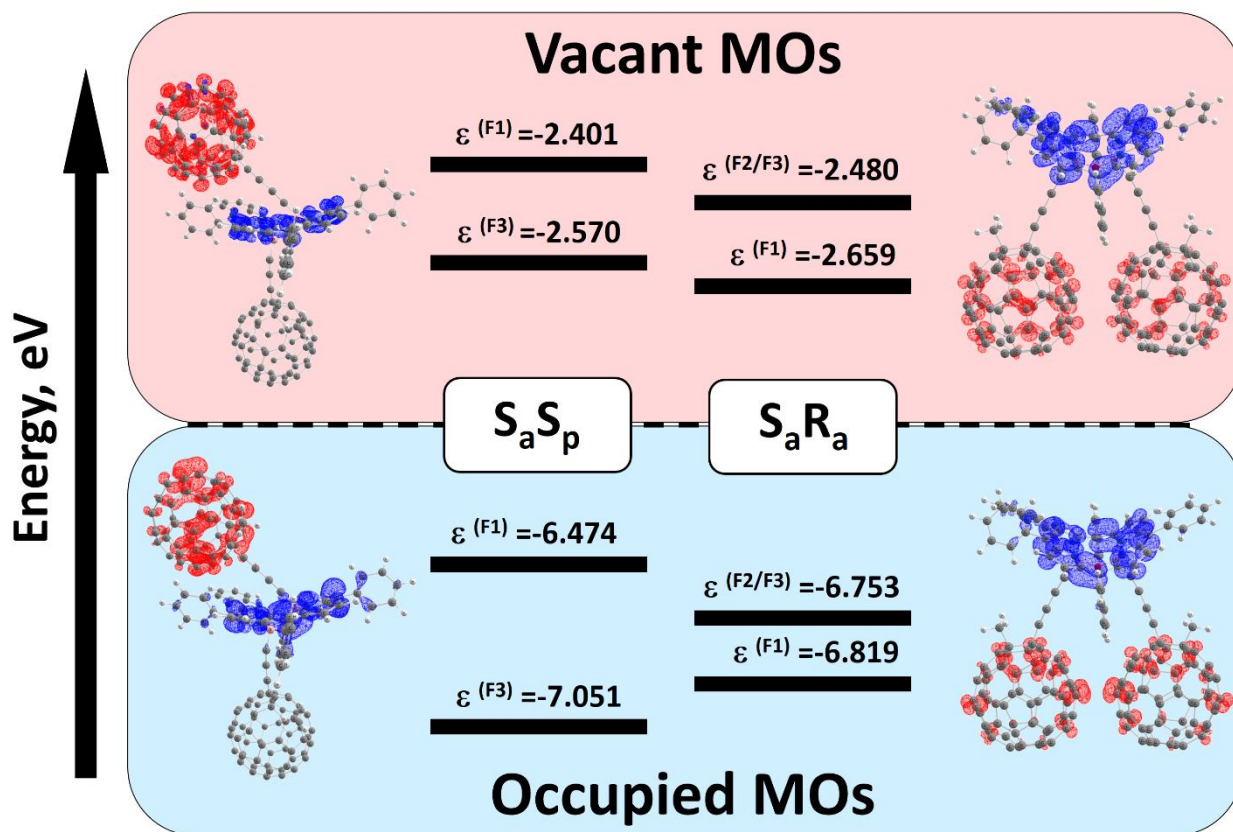 Vacant MOs
Energy, eV
ε (F1) =-2.401
ε (F3) =-2.570
ε (F2/F3) =-2.480
ε (F1) =-2.659
SaSp
SaRa
ε (F1) =-6.474
ε (F3) =-7.051
ε (F2/F3) =-6.753
ε (F1) =-6.819
Occupied MOs